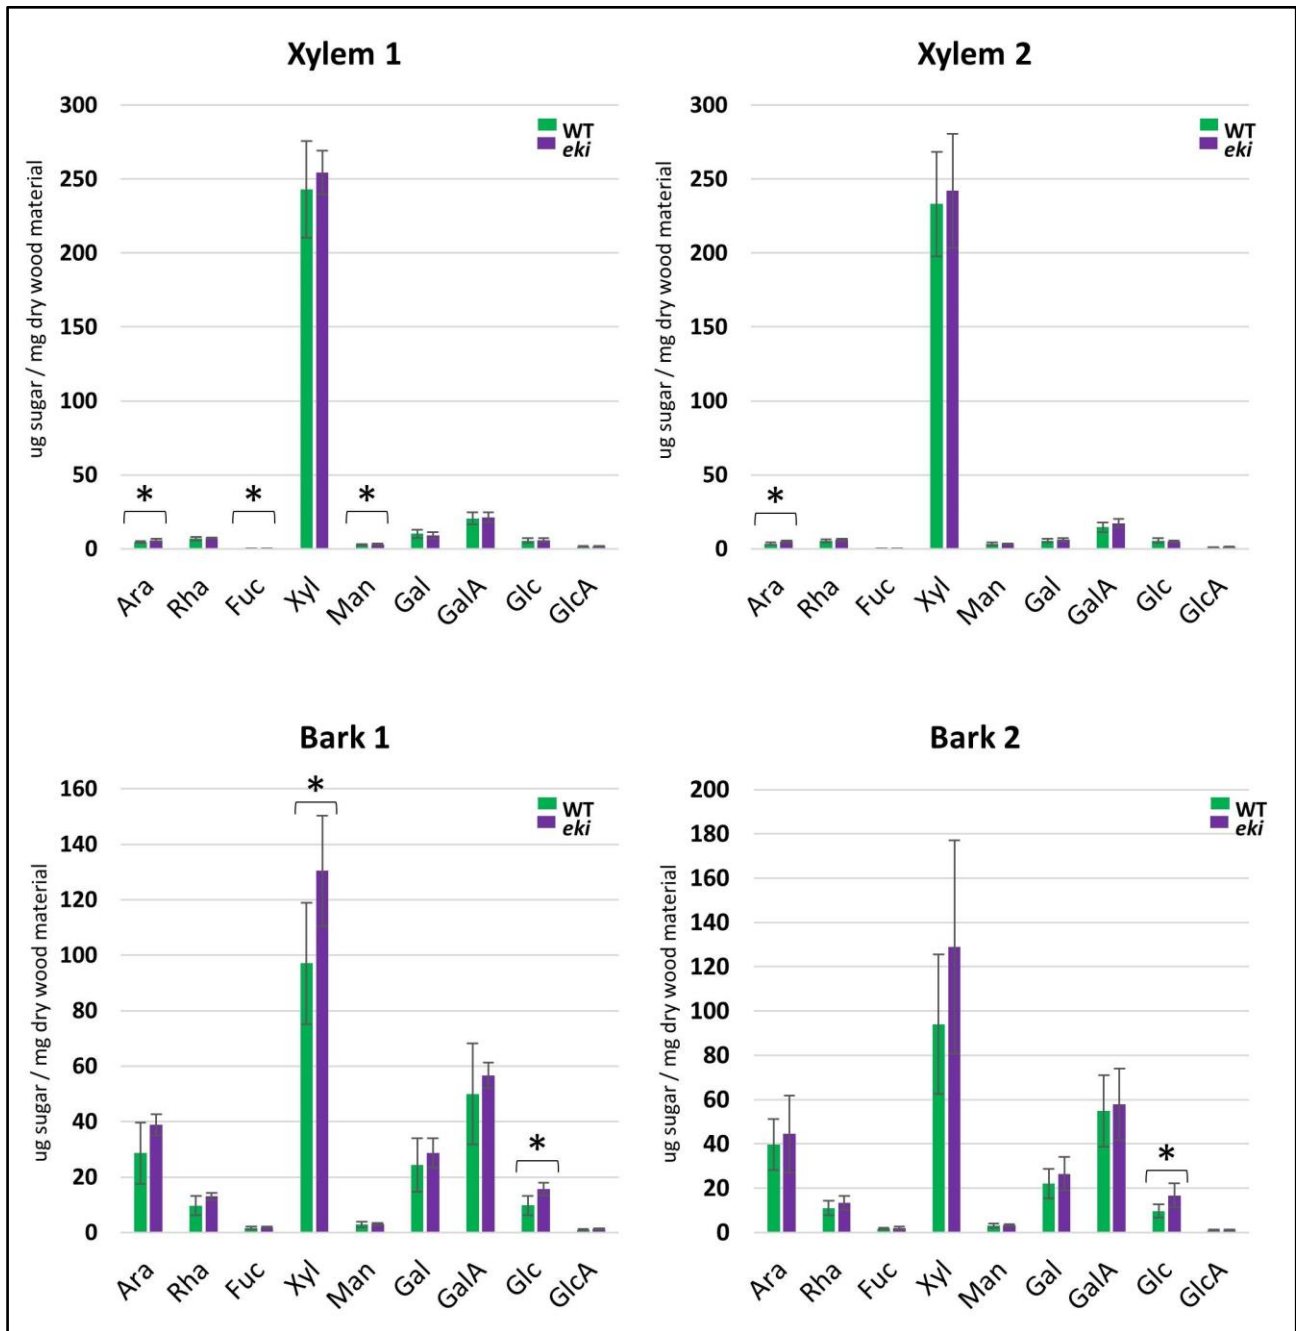 Xylem 1
ug sugar / mg dry wood material
300
250
200
150
100
50
0
WT
eki
*
*
*
Ara
Rha
Fuc
Xyl
Man
Gal
GalA
Glc
GlcA
Xylem 2
ug sugar / mg dry wood material
300
250
200
150
100
50
0
WT
eki
*
Ara
Rha
Fuc
Xyl
Man
Gal
GalA
Glc
GlcA
Bark 1
ug sugar / mg dry wood material
160
140
120
100
80
60
40
20
0
WT
eki
*
*
Ara
Rha
Fuc
Xyl
Man
Gal
GalA
Glc
GlcA
Bark 2
ug sugar / mg dry wood material
200
180
160
140
120
100
80
60
40
20
0
WT
eki
*
Ara
Rha
Fuc
Xyl
Man
Gal
GalA
Glc
GlcA